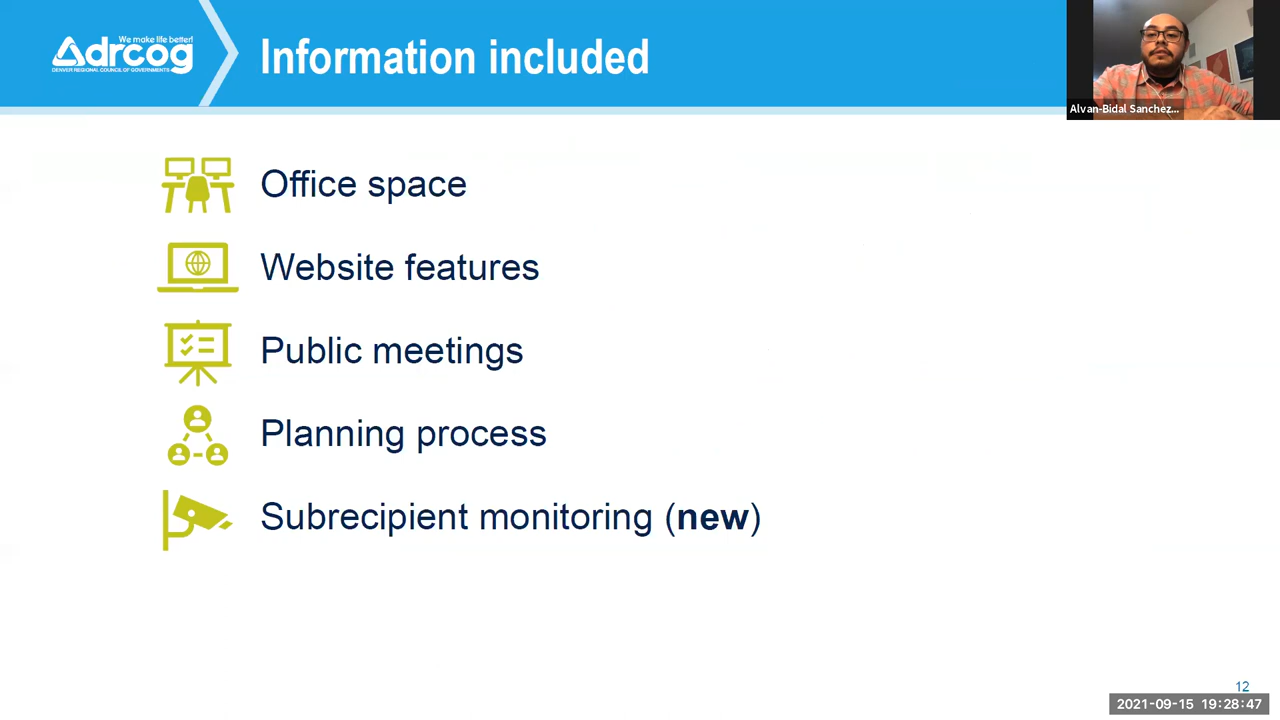 We make life better!
drcog
DENVER REGIONAL COUNCIL OF GOVERNMENTS
Information included
Alvan-Bidal Sanchez...
Office space
Website features
Public meetings
Planning process
Subrecipient monitoring (new)
12
2021-09-15 19:28:47